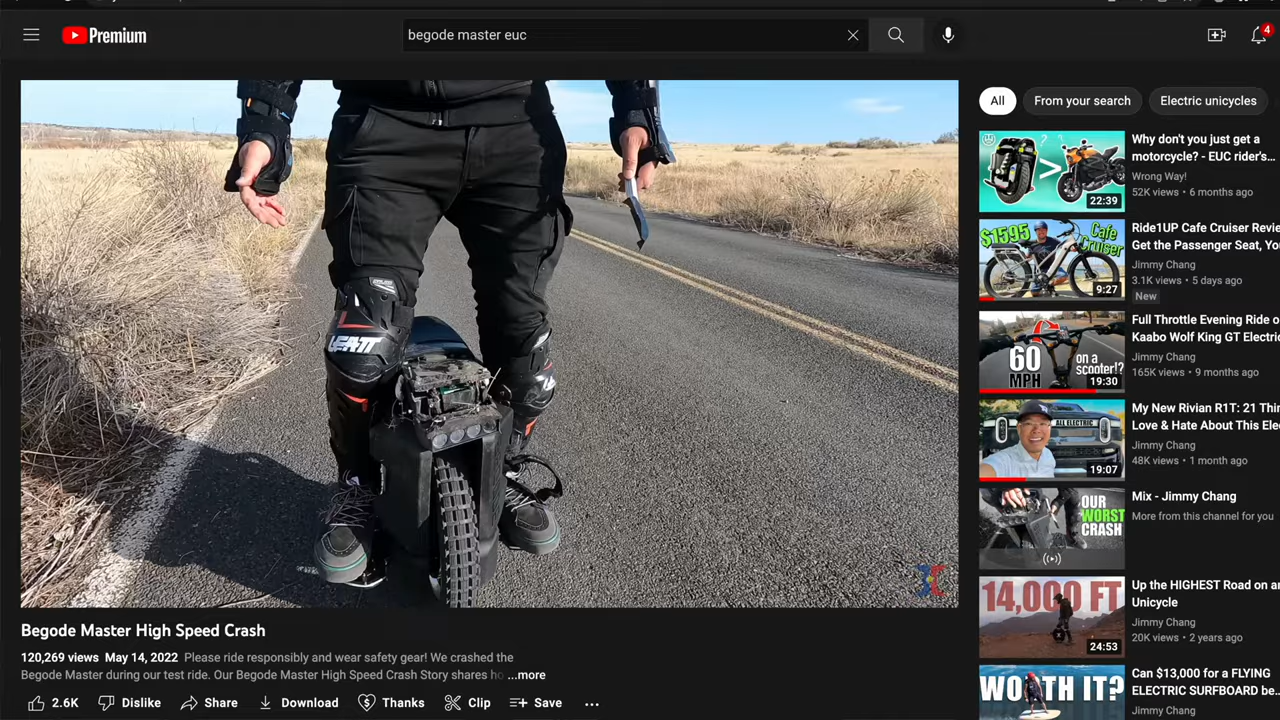 Premium
begode master euc
4
LEATT
Begode Master High Speed Crash
120,269 views May 14, 2022 Please ride responsibly and wear safety gear! We crashed the
Begode Master during our test ride. Our Begode Master High Speed Crash Story shares ho ...more
2.6K Dislike Share Download Thanks Clip Save ...
All From your search Electric unicycles
? ?
>
22:39
Why don't you just get a
motorcycle? - EUC rider's...
Wrong Way!
52K views • 6 months ago
$1595 Cafe
Cruiser
9:27
Ride1UP Cafe Cruiser Revie
Get the Passenger Seat, Yo
Jimmy Chang
3.1K views • 5 days ago
New
60
MPH
on a
scooter!?
19:30
Full Throttle Evening Ride o
Kaabo Wolf King GT Electri
Jimmy Chang
165K views • 9 months ago
ALL ELECTRIC
19:07
My New Rivian R1T: 21 Thin
Love & Hate About This Ele
Jimmy Chang
48K views • 1 month ago
OUR
WORST
CRASH
Mix - Jimmy Chang
More from this channel for you
14,000 FT
24:53
Up the HIGHEST Road on an
Unicycle
Jimmy Chang
20K views • 2 years ago
WORTH IT?
Can $13,000 for a FLYING
ELECTRIC SURFBOARD be...
Jimmy Chang